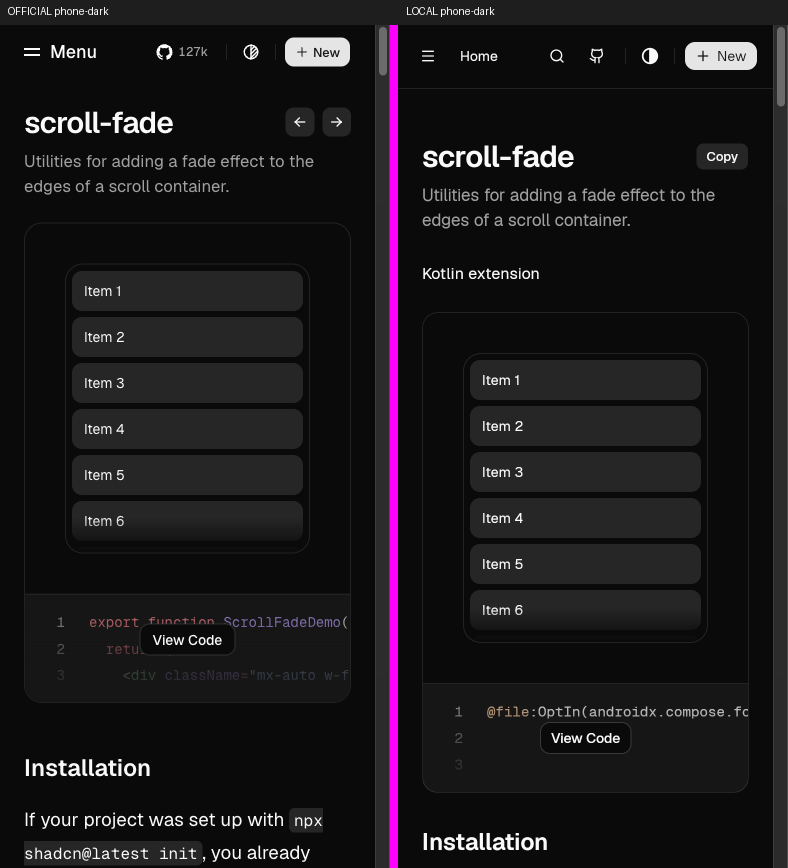 OFFICIAL phone-dark
Menu
127k
New
scroll-fade
Utilities for adding a fade effect to the
edges of a scroll container.
Item 1
Item 2
Item 3
Item 4
Item 5
Item 6
1 export function ScrollFadeDemo(
2 retu
View Code
3 <div className="mx-auto w-f
Installation
If your project was set up with npx
shadcn@latest init, you already
LOCAL phone-dark
Home
New
scroll-fade
Copy
Utilities for adding a fade effect to the
edges of a scroll container.
Kotlin extension
Item 1
Item 2
Item 3
Item 4
Item 5
Item 6
1 @file:OptIn(androidx.compose.fo
2
View Code
3
Installation